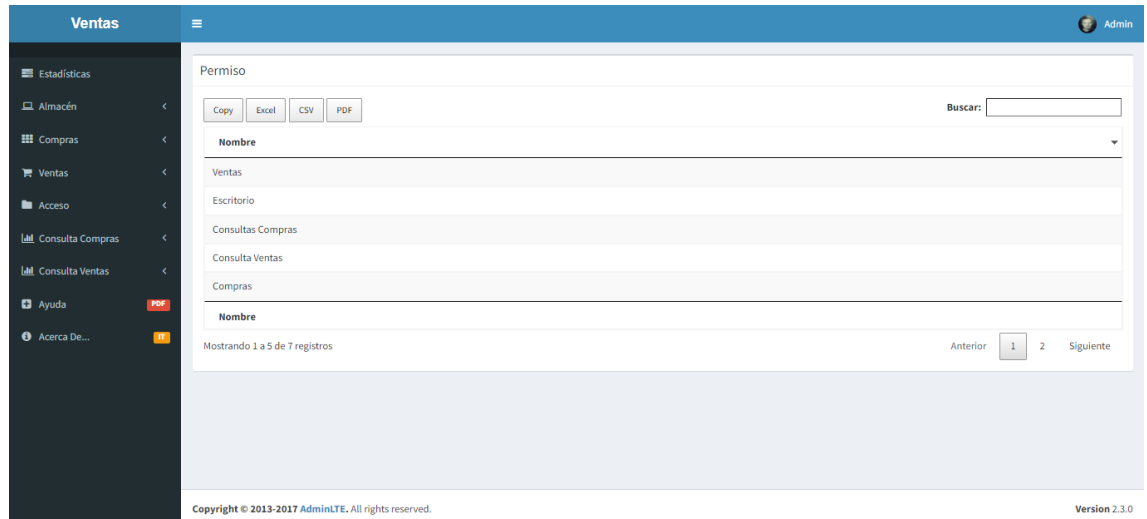 Ventas
Admin
Estadísticas
Almacén
Compras
Ventas
Acceso
Consulta Compras
Consulta Ventas
Ayuda PDF
Acerca De... IT
Permiso
Copy Excel CSV PDF Buscar:
Nombre
Ventas
Escritorio
Consultas Compras
Consulta Ventas
Compras
Nombre
Mostrando 1 a 5 de 7 registros Anterior 1 2 Siguiente
Copyright © 2013-2017 AdminLTE. All rights reserved. Version 2.3.0